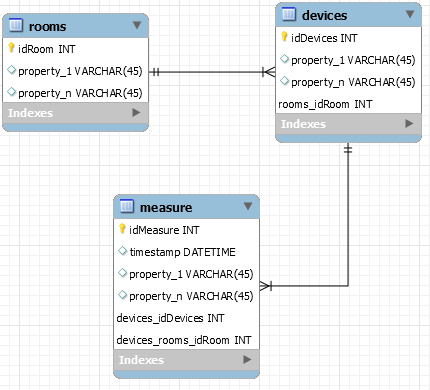 rooms
idRoom INT
property_1 VARCHAR(45)
property_n VARCHAR(45)
Indexes
devices
idDevices INT
property_1 VARCHAR(45)
property_n VARCHAR(45)
rooms_idRoom INT
Indexes
measure
idMeasure INT
timestamp DATETIME
property_1 VARCHAR(45)
property_n VARCHAR(45)
devices_idDevices INT
devices_rooms_idRoom INT
Indexes